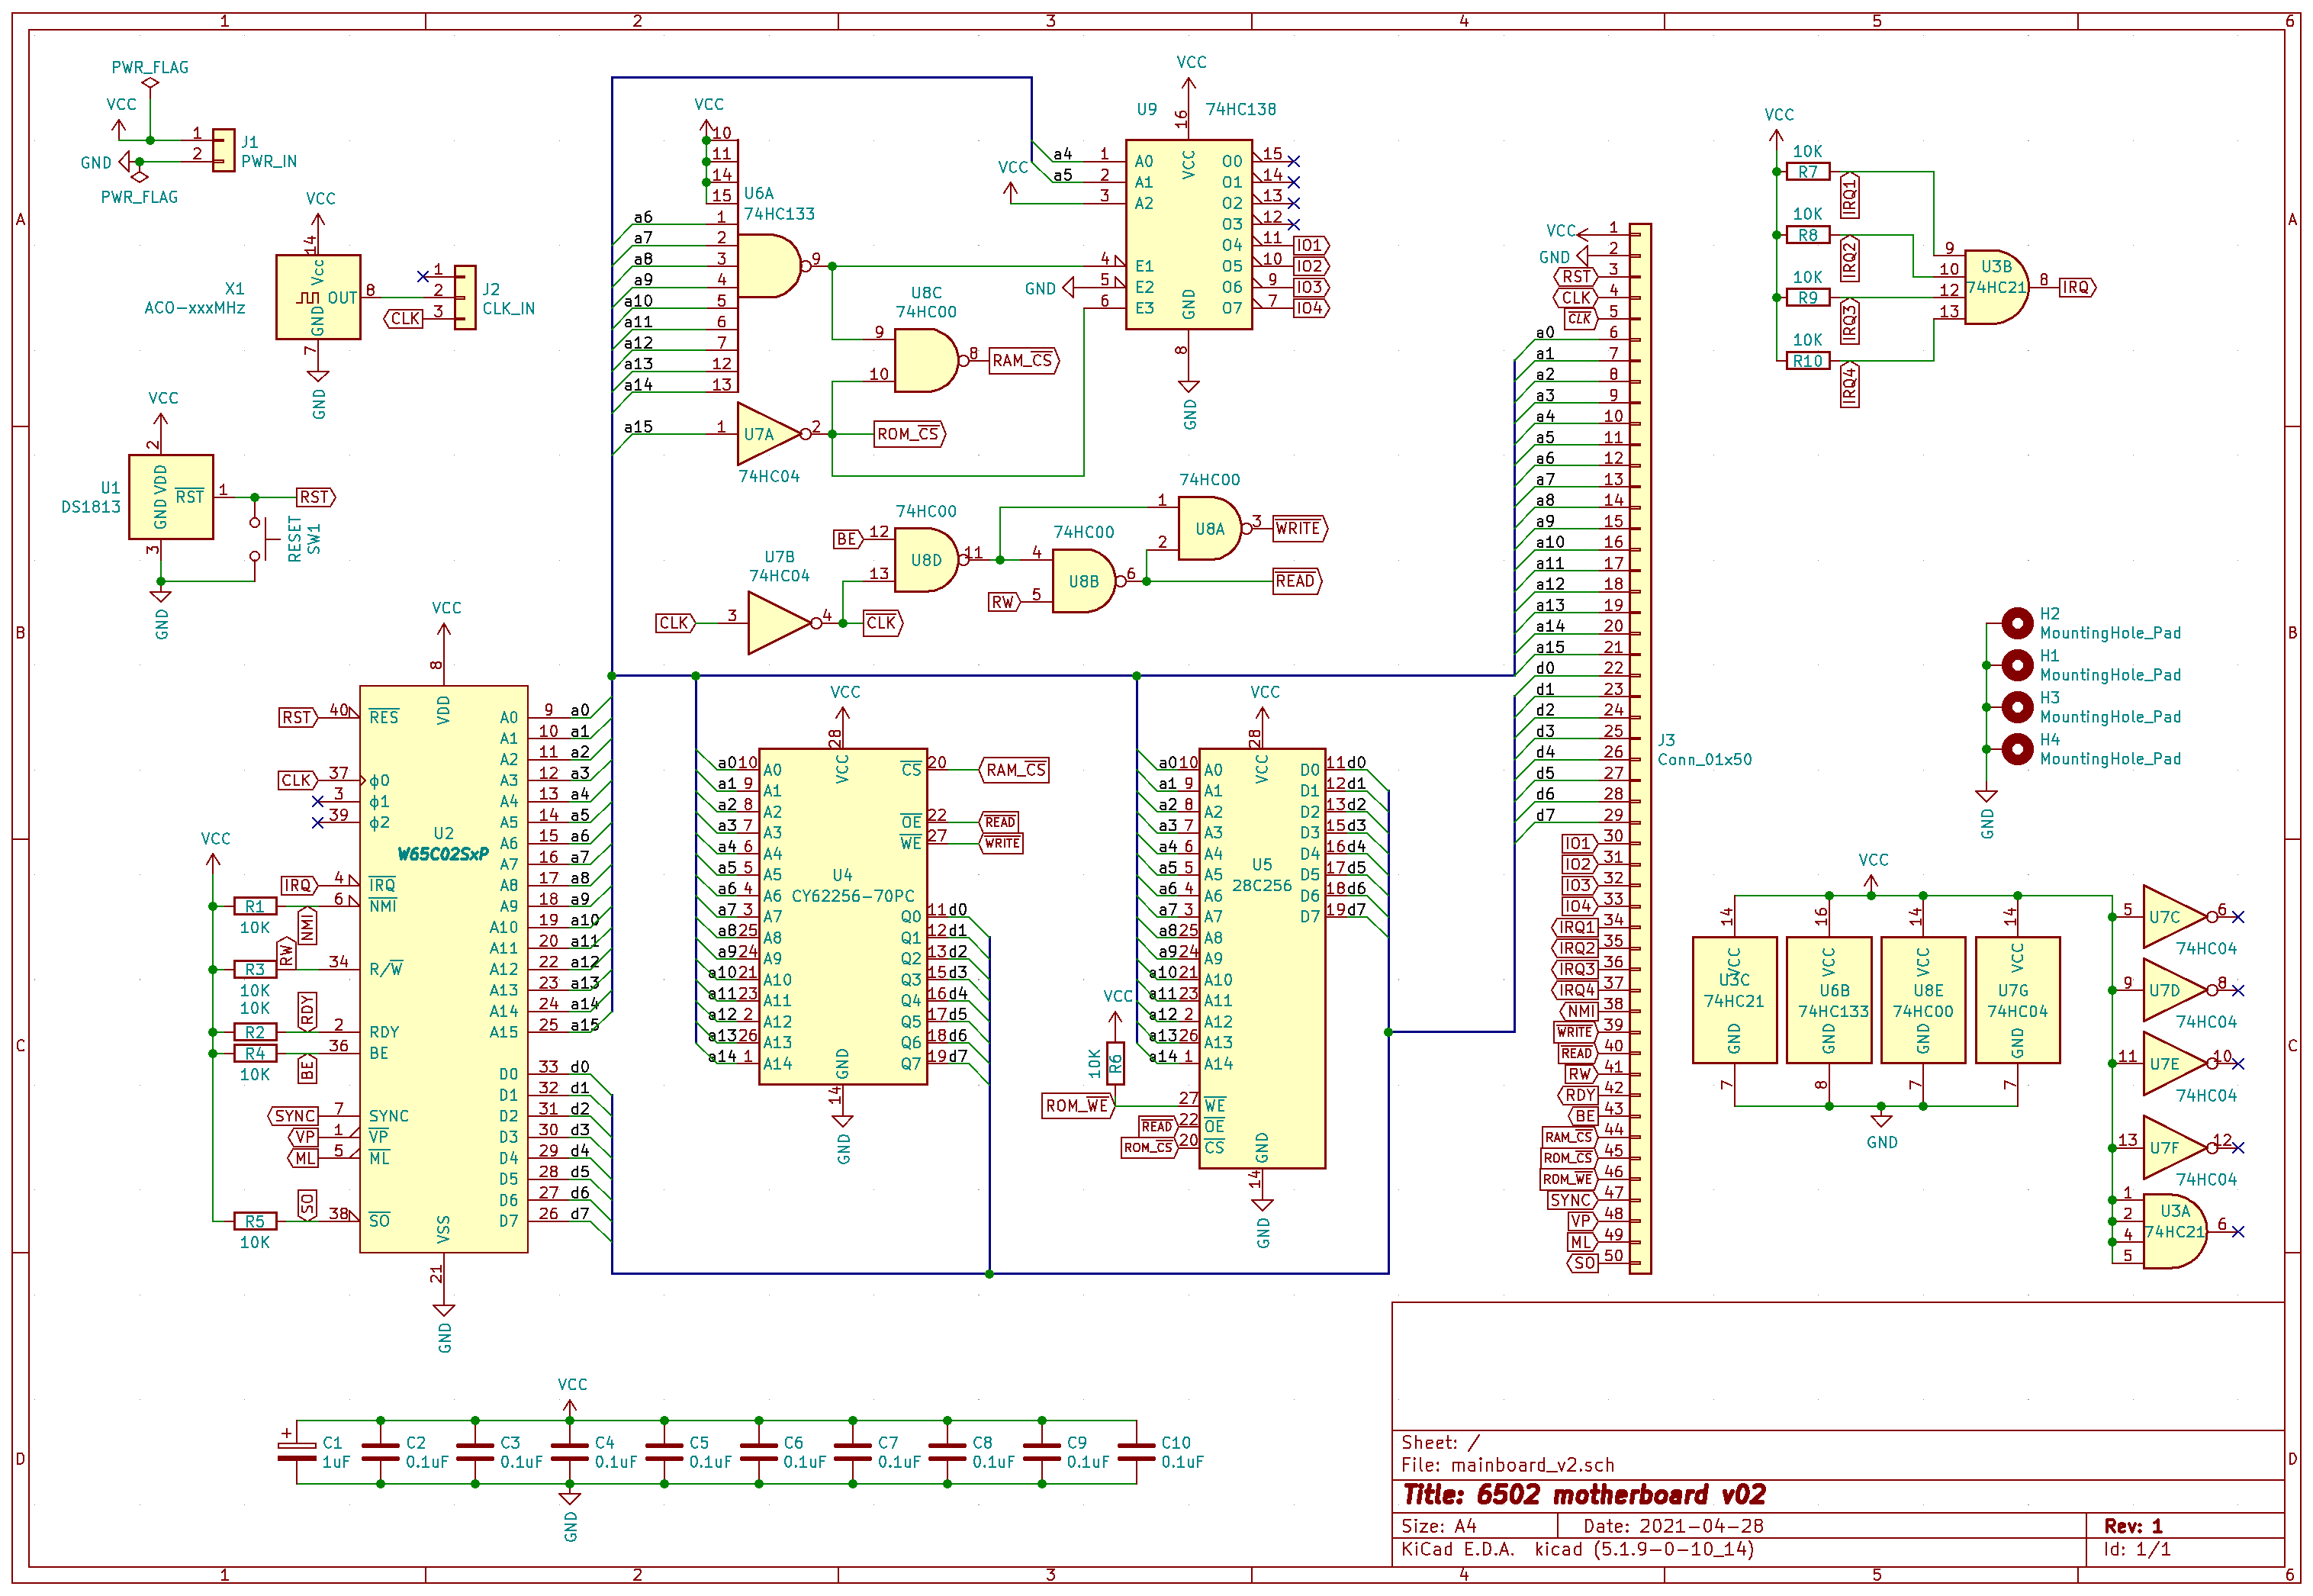 1 2 3 4 5 6
A B C D
PWR_FLAG
VCC
1
2
GND
J1
PWR_IN
PWR_FLAG
VCC
14
Vcc
X1
ACO-xxxMHz
OUT
8
GND
7
GND
1
2
3
CLK
J2
CLK_IN
VCC
2
U1
DS1813
GND VDD
RST
1
RST
RESET
SW1
3
GND
VCC
10
11
14
15
U6A
74HC133
a6 1
a7 2
a8 3
a9 4
a10 5
a11 6
a12 7
a13 12
a14 13
9
a15 1
U7A
2
74HC04
ROM_CS
U8C
74HC00
9
10
8
RAM_CS
VCC
U9
74HC138
16
VCC
VCC
a4 1 A0
a5 2 A1
3 A2
4 E1
GND 5 E2
6 E3
GND
8
GND
O0 15
O1 14
O2 13
O3 12
O4 11 IO1
O5 10 IO2
O6 9 IO3
O7 7 IO4
CLK
3
U7B
74HC04
4
CLK
74HC00
BE 12
13
U8D
11
74HC00
4
RW 5
U8B
6
READ
74HC00
1
2
U8A
3
WRITE
VCC
10K
R7
IRQ1
10K
R8
IRQ2
10K
R9
IRQ3
10K
R10
IRQ4
9
10
12
13
U3B
74HC21
8
IRQ
VCC
8
VDD
RST 40 RES
CLK 37 ϕ0
3 ϕ1
39 ϕ2
U2
W65C02SxP
VCC
IRQ 4 IRQ
R1 6 NMI
10K
NMI
RW
R3 34 R/W
10K
10K
RDY
R2 2 RDY
R4 36 BE
10K
BE
SYNC 7 SYNC
VP 1 VP
ML 5 ML
SO
R5 38 SO
10K
VSS
21
GND
A0 9 a0
A1 10 a1
A2 11 a2
A3 12 a3
A4 13 a4
A5 14 a5
A6 15 a6
A7 16 a7
A8 17 a8
A9 18 a9
A10 19 a10
A11 20 a11
A12 22 a12
A13 23 a13
A14 24 a14
A15 25 a15
D0 33 d0
D1 32 d1
D2 31 d2
D3 30 d3
D4 29 d4
D5 28 d5
D6 27 d6
D7 26 d7
VCC
28
VCC
a0 10 A0
a1 9 A1
a2 8 A2
a3 7 A3
a4 6 A4
a5 5 A5
a6 4 A6
a7 3 A7
a8 25 A8
a9 24 A9
a10 21 A10
a11 23 A11
a12 2 A12
a13 26 A13
a14 1 A14
U4
CY62256-70PC
CS 20 RAM_CS
OE 22 READ
WE 27 WRITE
Q0 11 d0
Q1 12 d1
Q2 13 d2
Q3 15 d3
Q4 16 d4
Q5 17 d5
Q6 18 d6
Q7 19 d7
GND
14
GND
VCC
28
VCC
a0 10 A0
a1 9 A1
a2 8 A2
a3 7 A3
a4 6 A4
a5 5 A5
a6 4 A6
a7 3 A7
a8 25 A8
a9 24 A9
a10 21 A10
a11 23 A11
a12 2 A12
a13 26 A13
a14 1 A14
U5
28C256
D0 11 d0
D1 12 d1
D2 13 d2
D3 15 d3
D4 16 d4
D5 17 d5
D6 18 d6
D7 19 d7
VCC
10K
R6
ROM_WE 27 WE
READ 22 OE
ROM_CS 20 CS
GND
14
GND
VCC 1
GND 2
RST 3
CLK 4
CLK 5
a0 6
a1 7
a2 8
a3 9
a4 10
a5 11
a6 12
a7 13
a8 14
a9 15
a10 16
a11 17
a12 18
a13 19
a14 20
a15 21
d0 22
d1 23
d2 24
d3 25
d4 26
d5 27
d6 28
d7 29
IO1 30
IO2 31
IO3 32
IO4 33
IRQ1 34
IRQ2 35
IRQ3 36
IRQ4 37
NMI 38
WRITE 39
READ 40
RW 41
RDY 42
BE 43
RAM_CS 44
ROM_CS 45
ROM_WE 46
SYNC 47
VP 48
ML 49
SO 50
J3
Conn_01x50
H2
MountingHole_Pad
H1
MountingHole_Pad
H3
MountingHole_Pad
H4
MountingHole_Pad
GND
VCC
14
VCC
U3C
74HC21
GND
7
16
VCC
U6B
74HC133
GND
8
14
VCC
U8E
74HC00
GND
7
14
VCC
U7G
74HC04
GND
7
GND
5 U7C 6
74HC04
9 U7D 8
74HC04
11 U7E 10
74HC04
13 U7F 12
74HC04
1
2
4
5
U3A
74HC21
6
VCC
+
C1
1uF
C2
0.1uF
C3
0.1uF
C4
0.1uF
C5
0.1uF
C6
0.1uF
C7
0.1uF
C8
0.1uF
C9
0.1uF
C10
0.1uF
GND
Sheet: /
File: mainboard_v2.sch
Title: 6502 motherboard v02
Size: A4 Date: 2021-04-28 Rev: 1
KiCad E.D.A. kicad (5.1.9-0-10_14) Id: 1/1
A B C D
1 2 3 4 5 6